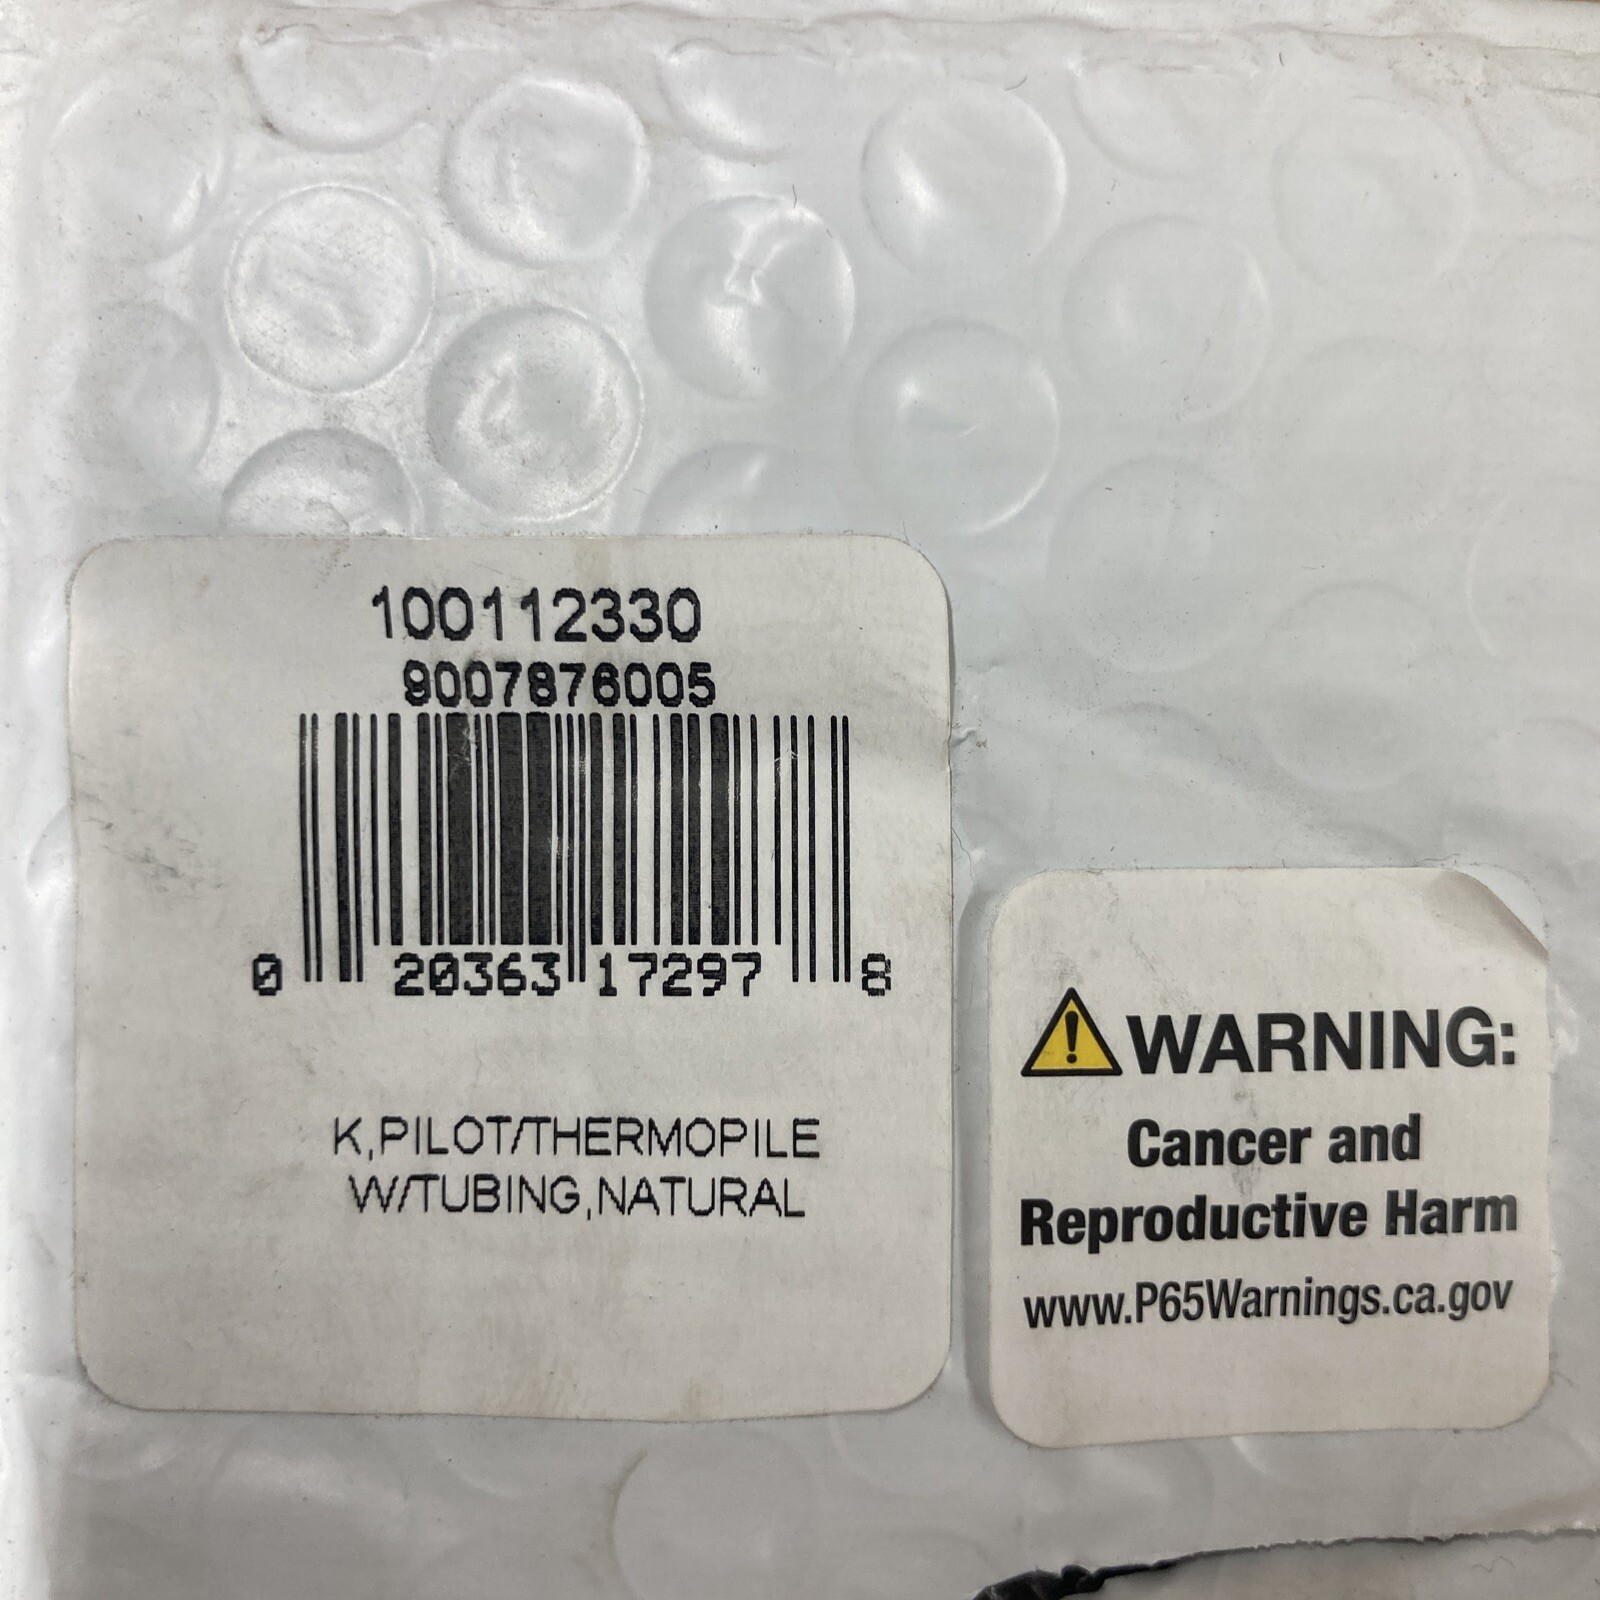 100112330
9007876005
0 20363 17297 8
K,PILOT/THERMOPILE
W/TUBING,NATURAL
WARNING:
Cancer and
Reproductive Harm
www.P65Warnings.ca.gov